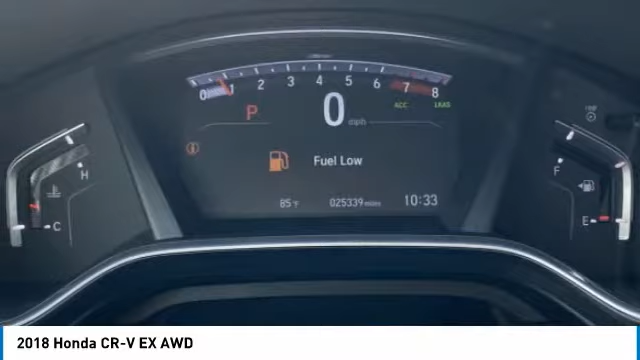 0 1 2 3 4 5 6 7 8
P
0
mph
ACC
LKAS
Fuel Low
H
C
F
E
85°F
025339 miles
10:33
2018 Honda CR-V EX AWD